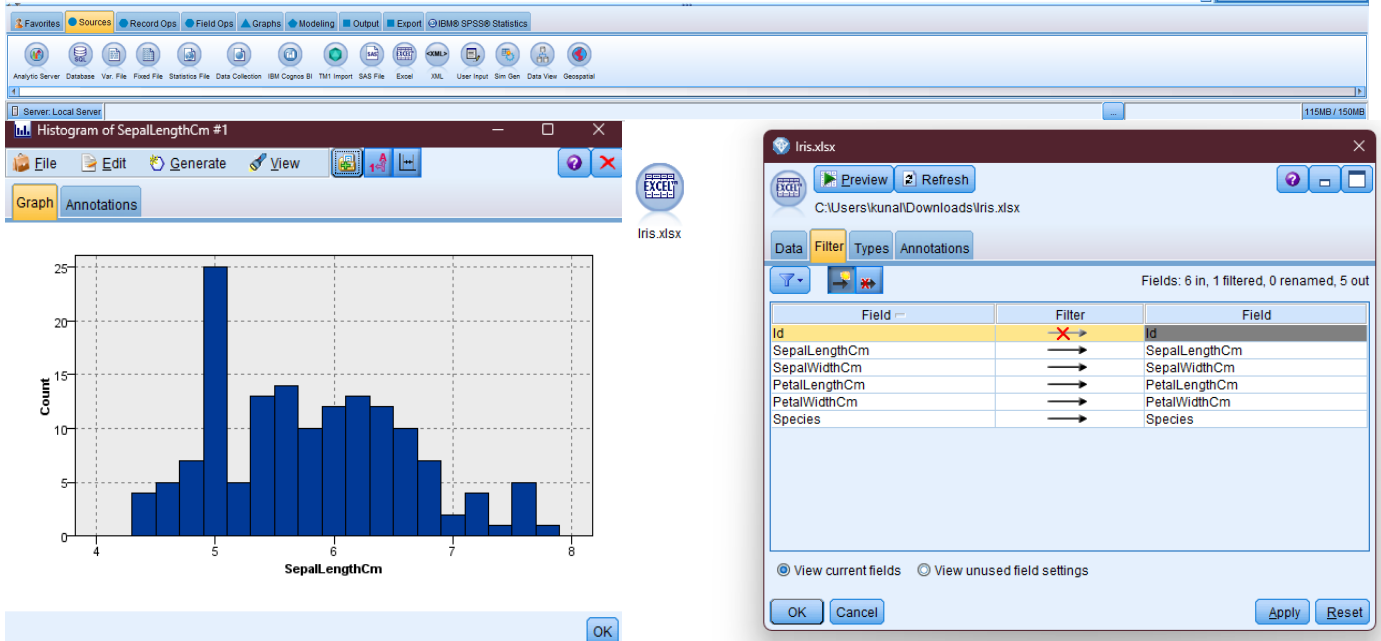 Favorites Sources Record Ops Field Ops Graphs Modeling Output Export IBM® SPSS® Statistics
SQL SAS EXCEL <XML>
Analytic Server Database Var. File Fixed File Statistics File Data Collection IBM Cognos BI TM1 Import SAS File Excel XML User Input Sim Gen Data View Geospatial
Server: Local Server ... 115MB / 150MB
Histogram of SepalLengthCm #1
File Edit Generate View
Graph Annotations
25
20
15
10
5
0
Count
4 5 6 7 8
SepalLengthCm
OK
EXCEL™
Iris.xlsx
Iris.xlsx
EXCEL™
Preview Refresh
C:\Users\kunal\Downloads\Iris.xlsx
Data Filter Types Annotations
Fields: 6 in, 1 filtered, 0 renamed, 5 out
Field Filter Field
Id Id
SepalLengthCm SepalLengthCm
SepalWidthCm SepalWidthCm
PetalLengthCm PetalLengthCm
PetalWidthCm PetalWidthCm
Species Species
View current fields View unused field settings
OK Cancel Apply Reset